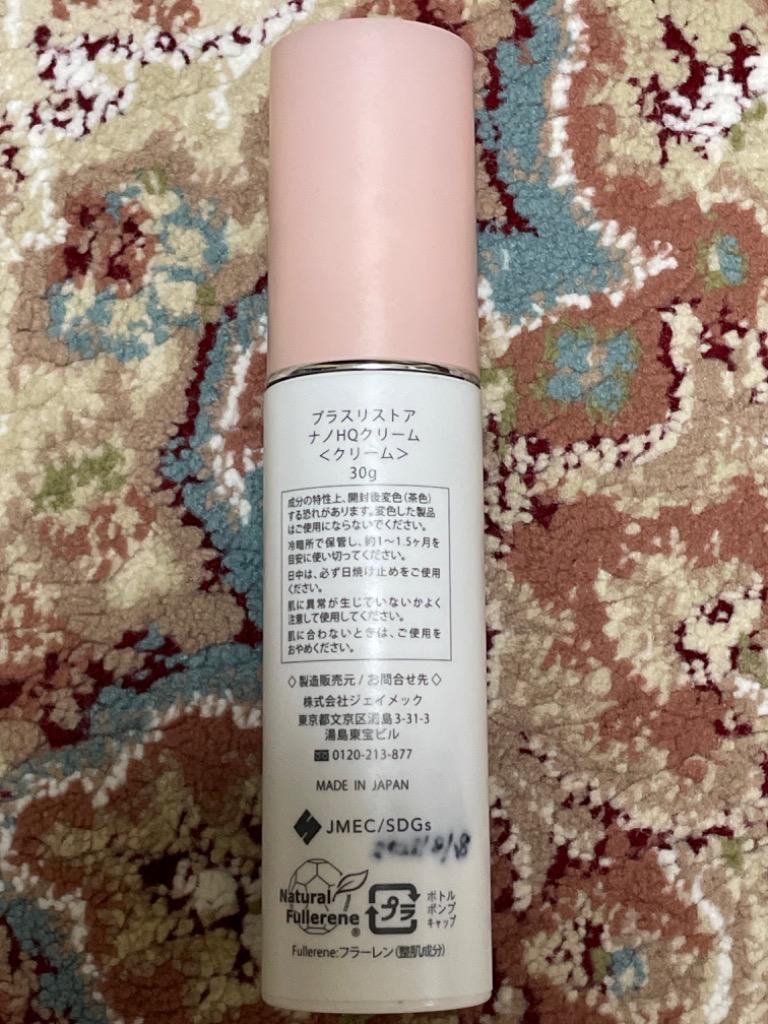 プラスリストア
ナノHQクリーム
＜クリーム＞
30g
成分の特性上、開封後変色（茶色）
する恐れがあります。変色した製品
はご使用にならないでください。
冷暗所で保管し、約1～1.5ヶ月を
目安に使い切ってください。
日中は、必ず日焼け止めをご使用
ください。
肌に異常が生じていないかよく
注意して使用してください。
肌に合わないときは、ご使用を
おやめください。
◇製造販売元/お問合せ先◇
株式会社ジェイメック
東京都文京区湯島3-31-3
湯島東宝ビル
0120-213-877
MADE IN JAPAN
JMEC/SDGs
Natural
Fullerene®
プラ
ボトル
ポンプ
キャップ
Fullerene:フラーレン（整肌成分）